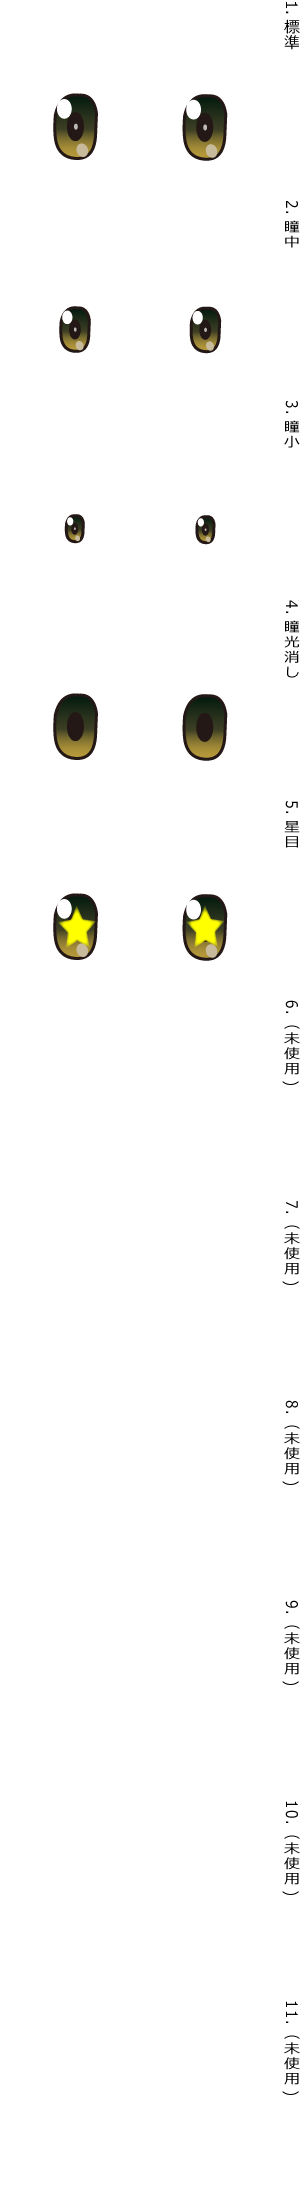 1. 標準
2. 瞳中
3. 瞳小
4. 瞳光消し
5. 星目
6. （未使用）
7. （未使用）
8. （未使用）
9. （未使用）
10. （未使用）
11. （未使用）